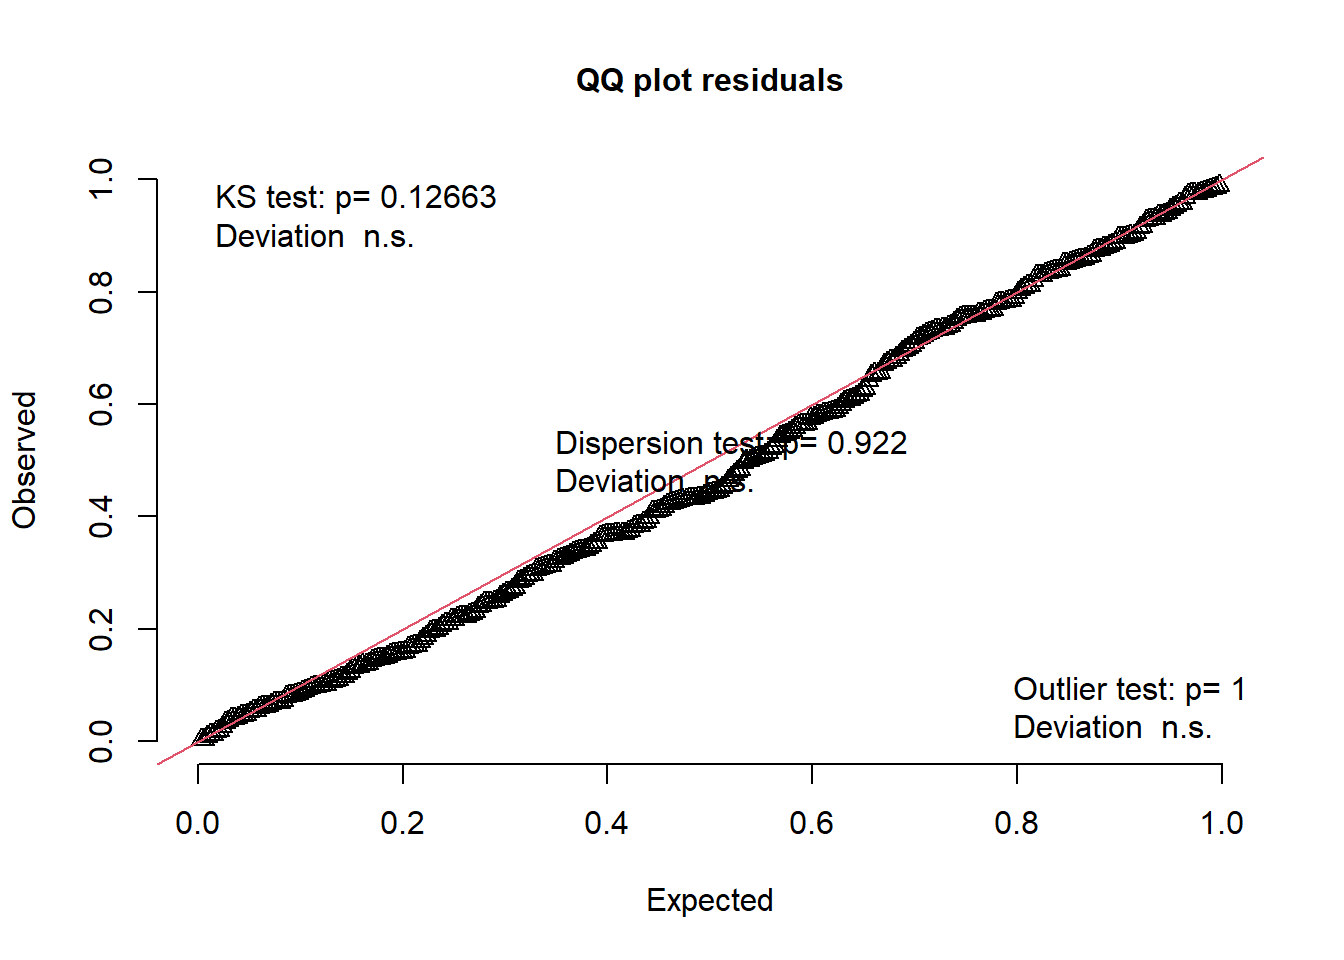 QQ plot residuals
KS test: p= 0.12663
Deviation  n.s.
Dispersion test: p= 0.922
Deviation  n.s.
Outlier test: p= 1
Deviation  n.s.
Observed
0.0
0.2
0.4
0.6
0.8
1.0
0.0 0.2 0.4 0.6 0.8 1.0
Expected